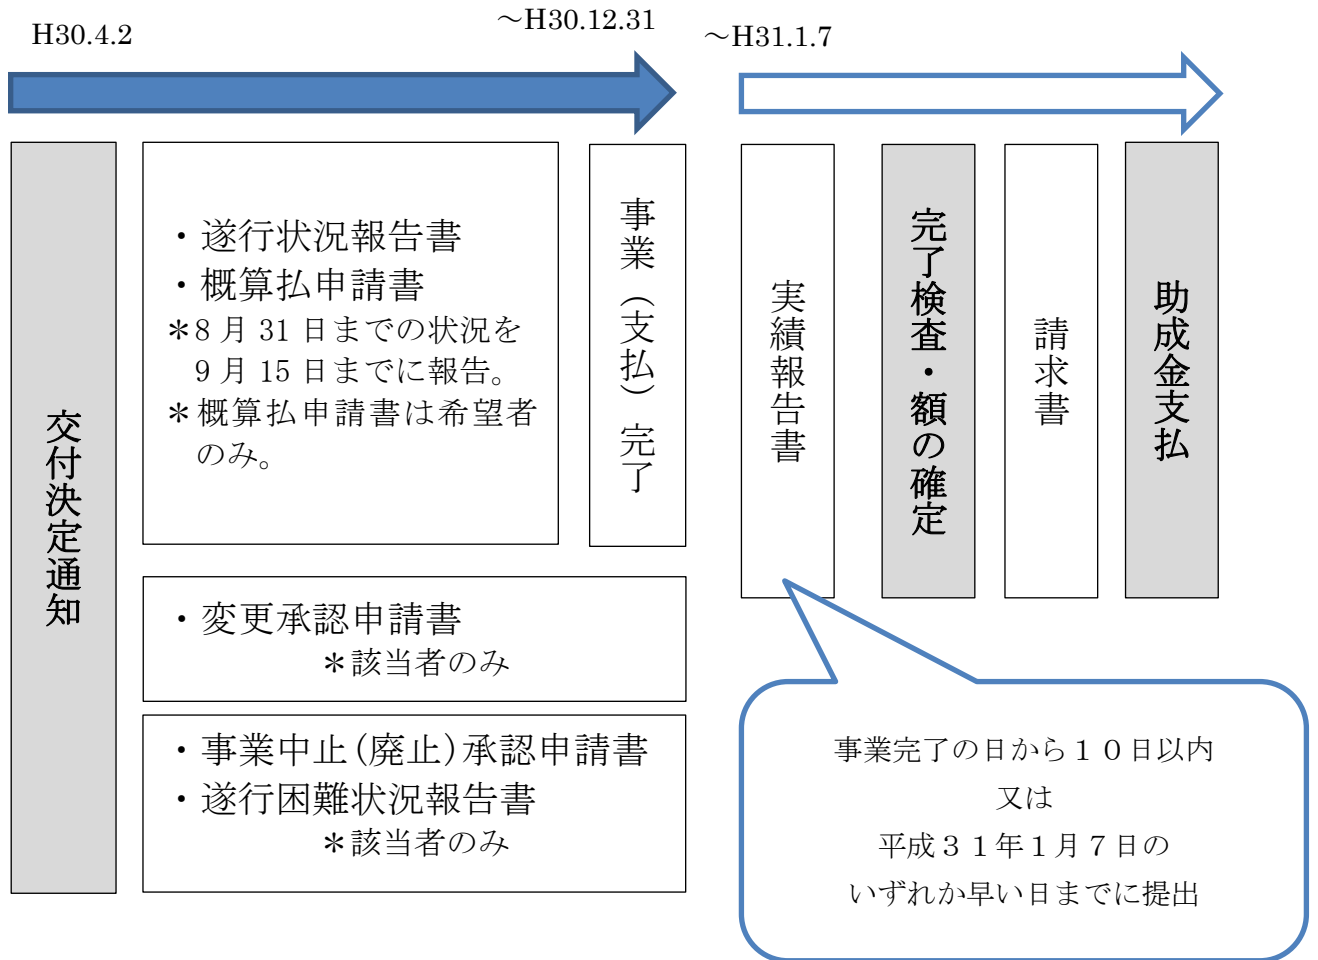 H30.4.2
～H30.12.31
～H31.1.7
交付決定通知
・遂行状況報告書
・概算払申請書
＊8 月 31 日までの状況を
9 月 15 日までに報告。
＊概算払申請書は希望者
のみ。
事業（支払）完了
・変更承認申請書
＊該当者のみ
・事業中止(廃止)承認申請書
・遂行困難状況報告書
＊該当者のみ
実績報告書
完了検査・額の確定
請求書
助成金支払
事業完了の日から１０日以内
又は
平成３１年１月７日の
いずれか早い日までに提出